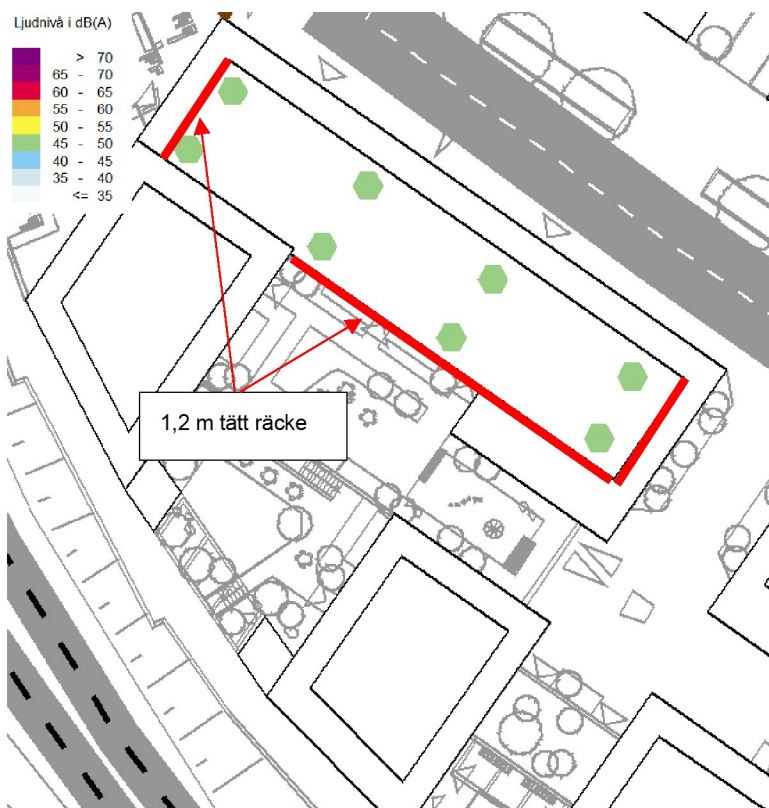 Ljudnivå i dB(A)
> 70
65 - 70
60 - 65
55 - 60
50 - 55
45 - 50
40 - 45
35 - 40
<= 35
1,2 m tätt räcke